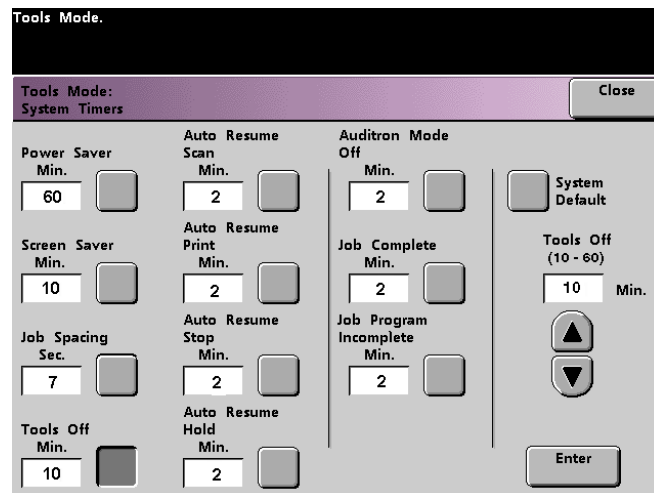 Tools Mode.
Tools Mode:
System Timers
Close
Power Saver
Min.
60
Screen Saver
Min.
10
Job Spacing
Sec.
7
Tools Off
Min.
10
Auto Resume
Scan
Min.
2
Auto Resume
Print
Min.
2
Auto Resume
Stop
Min.
2
Auto Resume
Hold
Min.
2
Auditron Mode
Off
Min.
2
Job Complete
Min.
2
Job Program
Incomplete
Min.
2
System
Default
Tools Off
(10 - 60)
10 Min.
Enter